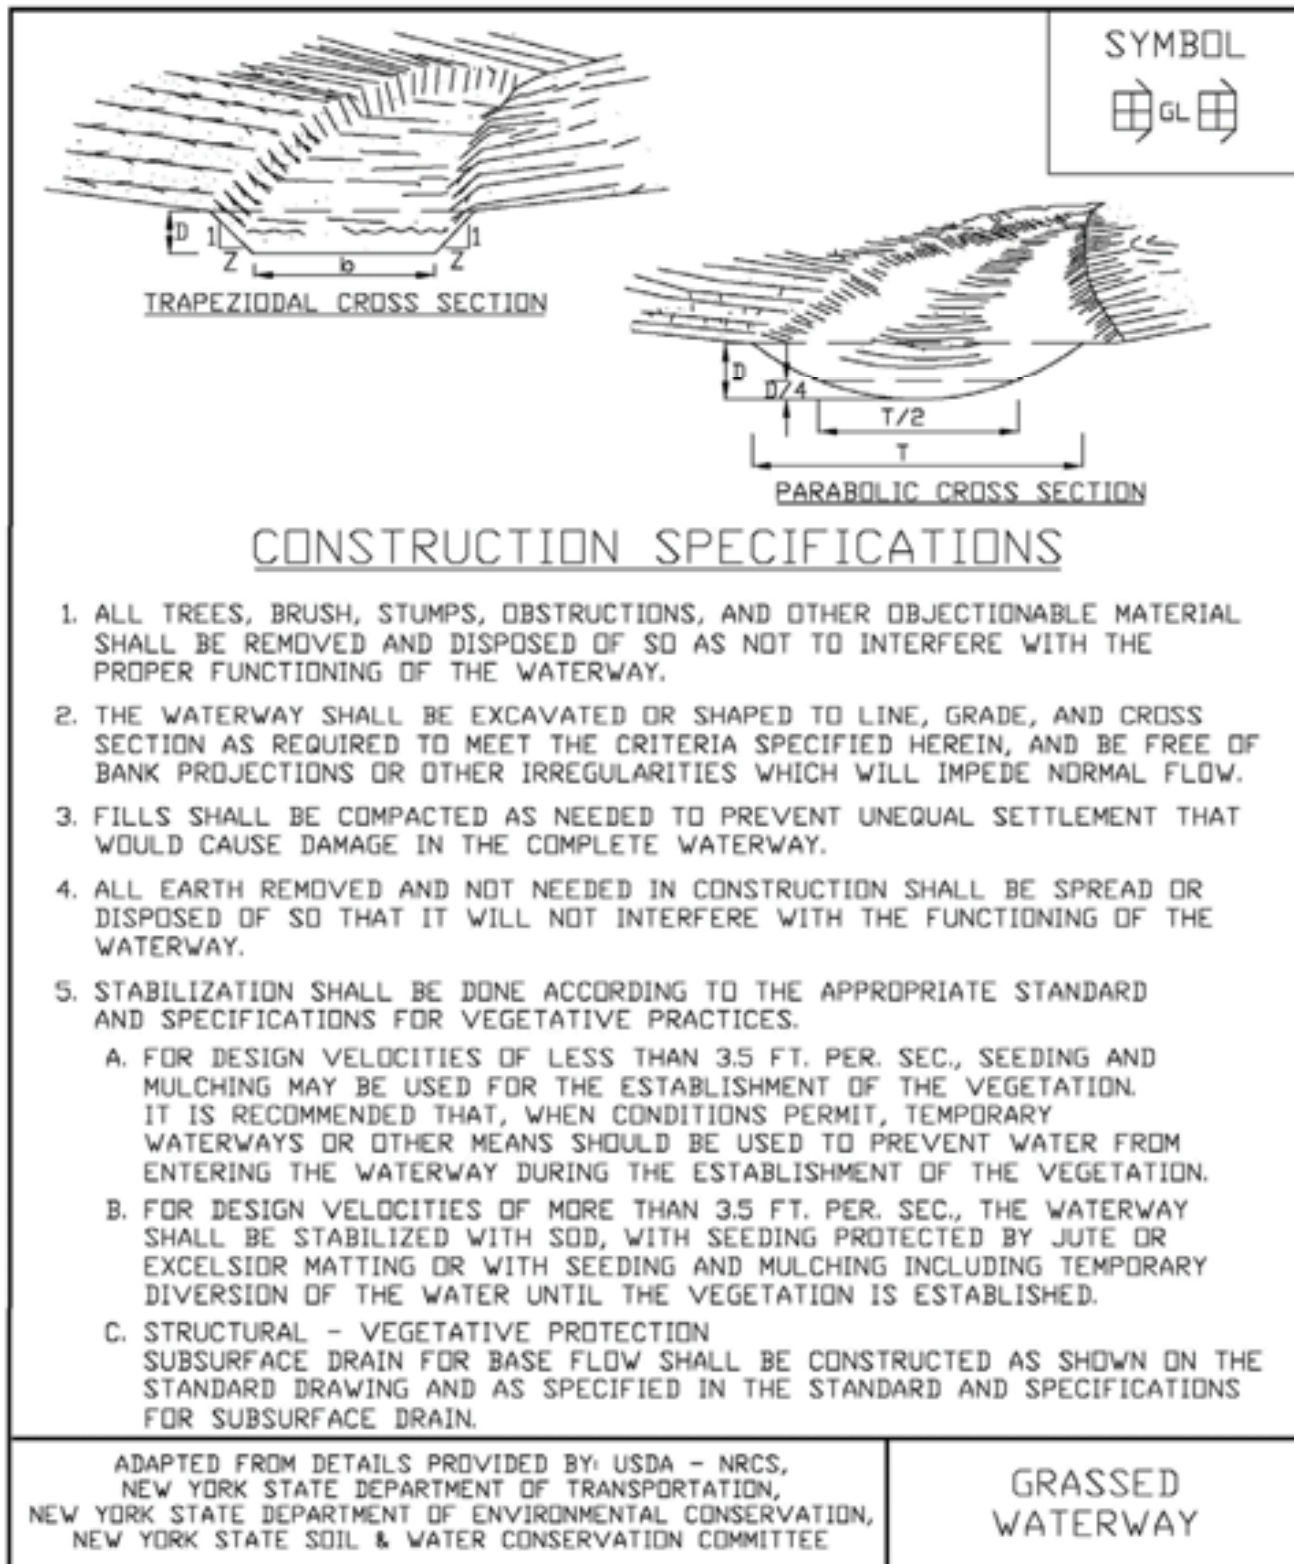 SYMBOL
GL
D
1
Z
b
Z
1
TRAPEZIODAL CROSS SECTION
D
D/4
T/2
T
PARABOLIC CROSS SECTION
CONSTRUCTION SPECIFICATIONS
1. ALL TREES, BRUSH, STUMPS, OBSTRUCTIONS, AND OTHER OBJECTIONABLE MATERIAL
SHALL BE REMOVED AND DISPOSED OF SO AS NOT TO INTERFERE WITH THE
PROPER FUNCTIONING OF THE WATERWAY.
2. THE WATERWAY SHALL BE EXCAVATED OR SHAPED TO LINE, GRADE, AND CROSS
SECTION AS REQUIRED TO MEET THE CRITERIA SPECIFIED HEREIN, AND BE FREE OF
BANK PROJECTIONS OR OTHER IRREGULARITIES WHICH WILL IMPEDE NORMAL FLOW.
3. FILLS SHALL BE COMPACTED AS NEEDED TO PREVENT UNEQUAL SETTLEMENT THAT
WOULD CAUSE DAMAGE IN THE COMPLETE WATERWAY.
4. ALL EARTH REMOVED AND NOT NEEDED IN CONSTRUCTION SHALL BE SPREAD OR
DISPOSED OF SO THAT IT WILL NOT INTERFERE WITH THE FUNCTIONING OF THE
WATERWAY.
5. STABILIZATION SHALL BE DONE ACCORDING TO THE APPROPRIATE STANDARD
AND SPECIFICATIONS FOR VEGETATIVE PRACTICES.
A. FOR DESIGN VELOCITIES OF LESS THAN 3.5 FT. PER. SEC., SEEDING AND
MULCHING MAY BE USED FOR THE ESTABLISHMENT OF THE VEGETATION.
IT IS RECOMMENDED THAT, WHEN CONDITIONS PERMIT, TEMPORARY
WATERWAYS OR OTHER MEANS SHOULD BE USED TO PREVENT WATER FROM
ENTERING THE WATERWAY DURING THE ESTABLISHMENT OF THE VEGETATION.
B. FOR DESIGN VELOCITIES OF MORE THAN 3.5 FT. PER. SEC., THE WATERWAY
SHALL BE STABILIZED WITH SOD, WITH SEEDING PROTECTED BY JUTE OR
EXCELSIOR MATTING OR WITH SEEDING AND MULCHING INCLUDING TEMPORARY
DIVERSION OF THE WATER UNTIL THE VEGETATION IS ESTABLISHED.
C. STRUCTURAL - VEGETATIVE PROTECTION
SUBSURFACE DRAIN FOR BASE FLOW SHALL BE CONSTRUCTED AS SHOWN ON THE
STANDARD DRAWING AND AS SPECIFIED IN THE STANDARD AND SPECIFICATIONS
FOR SUBSURFACE DRAIN.
ADAPTED FROM DETAILS PROVIDED BY: USDA - NRCS,
NEW YORK STATE DEPARTMENT OF TRANSPORTATION,
NEW YORK STATE DEPARTMENT OF ENVIRONMENTAL CONSERVATION,
NEW YORK STATE SOIL & WATER CONSERVATION COMMITTEE
GRASSED
WATERWAY